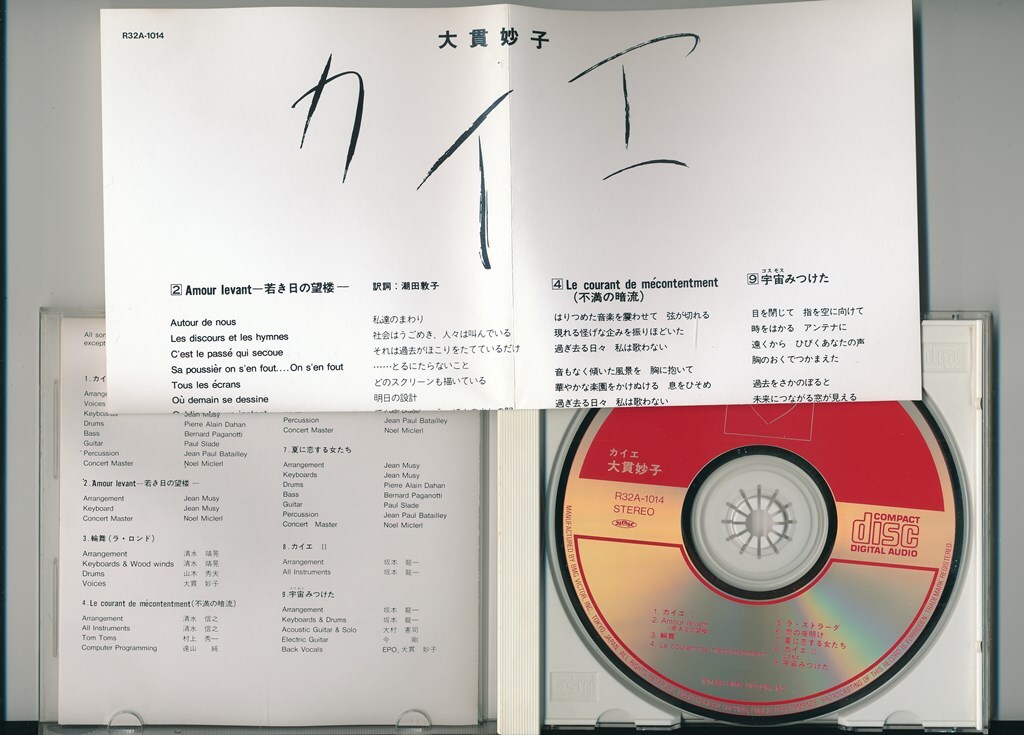 R32A-1014
大貫妙子
カイエ
2 Amour levant—若き日の望楼—
訳詞：潮田敦子
Autour de nous
Les discours et les hymnes
C'est le passé qui secoue
Sa poussièr on s'en fout....On s'en fout
Tous les écrans
Où demain se dessine
私達のまわり
社会はうごめき、人々は叫んでいる
それは過去がほこりをたてているだけ
……とるにたらないこと
どのスクリーンも描いている
明日の設計
4 Le courant de mécontentment
(不満の暗流)
はりつめた音楽を震わせて 弦が切れる
現れる怪げな企みを振りほどいた
過ぎ去る日々 私は歌わない
音もなく傾いた風景を 胸に抱いて
華やかな楽園をかけぬける 息をひそめ
過ぎ去る日々 私は歌わない
コスモス
9 宇宙みつけた
目を閉じて 指を空に向けて
時をはかる アンテナに
遠くから ひびくあなたの声
胸のおくでつかまえた
過去をさかのぼると
未来につながる窓が見える
All son
except
1.カイ
Arrange
Voices
Keyboards Jean Musy
Drums Pierre Alain Dahan
Bass Bernard Paganotti
Guitar Paul Slade
Percussion Jean Paul Batailley
Concert Master Noel Miclerl
2.Amour levant—若き日の望楼—
Arrangement Jean Musy
Keyboard Jean Musy
Concert Master Noel Miclerl
3.輪舞(ラ・ロンド)
Arrangement 清水 靖晃
Keyboards & Wood winds 清水 靖晃
Drums 山木 秀夫
Voices 大貫 妙子
4.Le courant de mécontentment(不満の暗流)
Arrangement 清水 信之
All Instruments 清水 信之
Tom Toms 村上 秀一
Computer Programming 遠山 純
Percussion Jean Paul Batailley
Concert Master Noel Miclerl
7.夏に恋する女たち
Arrangement Jean Musy
Keyboards Jean Musy
Drums Pierre Alain Dahan
Bass Bernard Paganotti
Guitar Paul Slade
Percussion Jean Paul Batailley
Concert Master Noel Miclerl
8.カイエ II
Arrangement 坂本 龍一
All Instruments 坂本 龍一
9.宇宙みつけた
Arrangement 坂本 龍一
Keyboards & Drums 坂本 龍一
Acoustic Guitar & Solo 大村 憲司
Electric Guitar 今 剛
Back Vocals EPO,大貫 妙子
カイエ
大貫妙子
R32A-1014
STEREO
COMPACT
disc
DIGITAL AUDIO
1. カイエ I
2. Amour levant
3. 輪舞
4. Le courant de mécontentment
5. ラ・ストラーダ
6. 恋の夜明け
7. 夏に恋する女たち
8. カイエ II
9. 宇宙みつけた
MANUFACTURED BY BMG VICTOR INC. TOKYO, JAPAN.